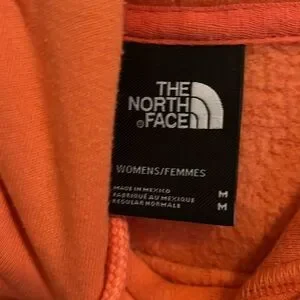 THE
NORTH
FACE
WOMENS/FEMMES
MADE IN MEXICO M
FABRIQUÉ AU MEXIQUE M
REGULAR/NORMALE